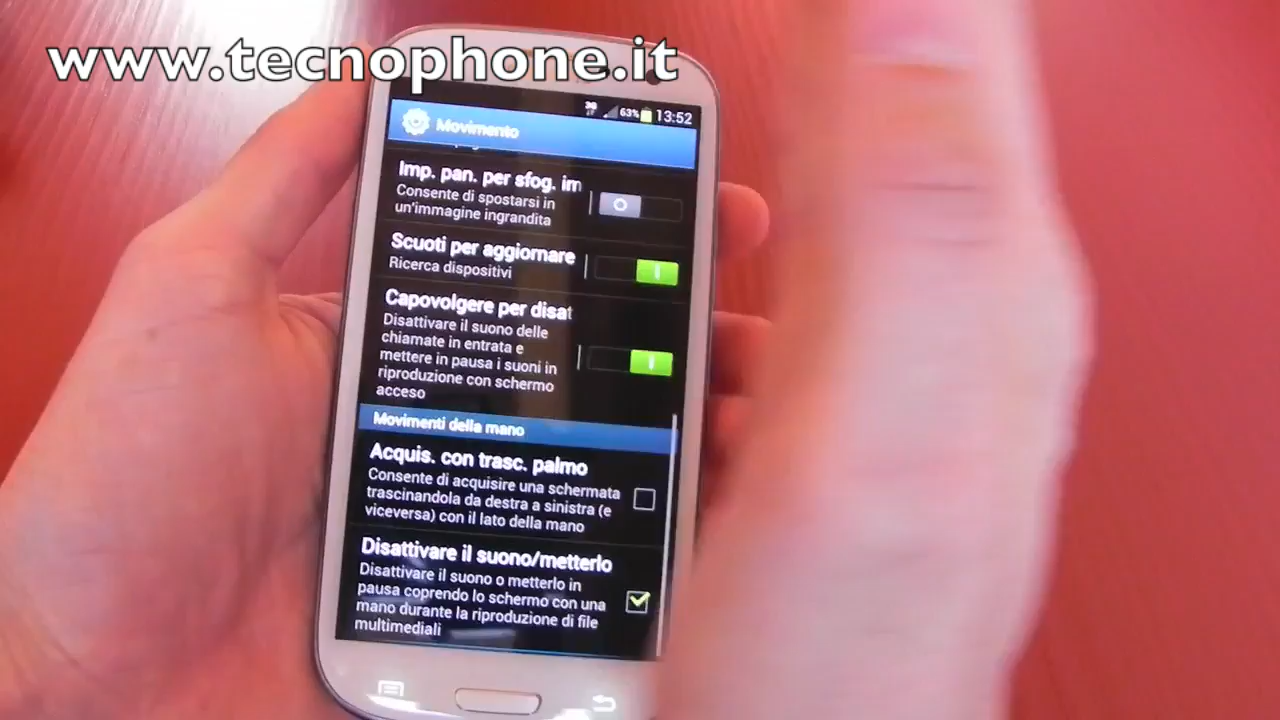 www.tecnophone.it
3G 63% 13:52
Movimento
Imp. pan. per sfog. im
Consente di spostarsi in
un'immagine ingrandita
Scuoti per aggiornare
Ricerca dispositivi
Capovolgere per disat
Disattivare il suono delle
chiamate in entrata e
mettere in pausa i suoni in
riproduzione con schermo
acceso
Movimenti della mano
Acquis. con trasc. palmo
Consente di acquisire una schermata
trascinandola da destra a sinistra (e
viceversa) con il lato della mano
Disattivare il suono/metterlo
Disattivare il suono o metterlo in
pausa coprendo lo schermo con una
mano durante la riproduzione di file
multimediali